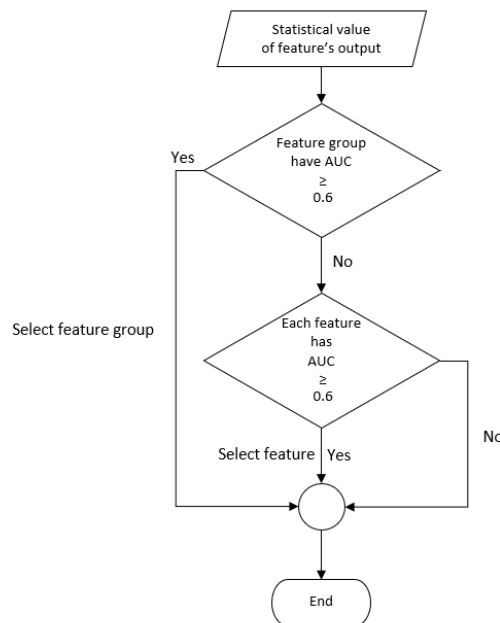 Statistical value
of feature's output
Yes
Feature group
have AUC
≥
0.6
No
Select feature group
Each feature
has
AUC
≥
0.6
No
Select feature Yes
End